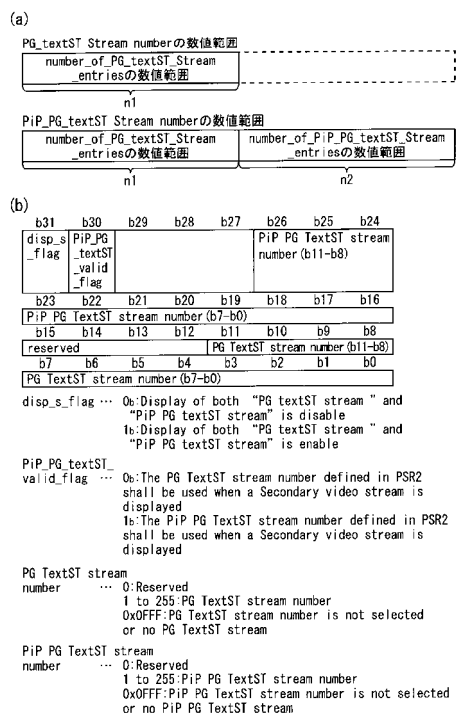 (a)
PG_textST Stream numberの数値範囲
number_of_PG_textST_Stream
_entriesの数値範囲
n1
PiP_PG_textST Stream numberの数値範囲
number_of_PG_textST_Stream
_entriesの数値範囲
number_of_PiP_PG_textST_Stream
_entriesの数値範囲
n1
n2
(b)
b31 b30 b29 b28 b27 b26 b25 b24
disp_s
_flag
PiP_PG
_textST
_valid
_flag
PiP PG TextST stream
number(b11-b8)
b23 b22 b21 b20 b19 b18 b17 b16
PiP PG TextST stream number(b7-b0)
b15 b14 b13 b12 b11 b10 b9 b8
reserved
PG TextST stream number(b11-b8)
b7 b6 b5 b4 b3 b2 b1 b0
PG TextST stream number(b7-b0)
disp_s_flag … 0b:Display of both “PG textST stream ” and
“PiP PG textST stream” is disable
1b:Display of both “PG textST stream ” and
“PiP PG textST stream” is enable
PiP_PG_textST_
valid_flag … 0b:The PG TextST stream number defined in PSR2
shall be used when a Secondary video stream is
displayed
1b:The PiP PG TextST stream number defined in PSR2
shall be used when a Secondary video stream is
displayed
PG TextST stream
number … 0:Reserved
1 to 255:PG TextST stream number
0x0FFF:PG TextST stream number is not selected
or no PG TextST stream
PiP PG TextST stream
number … 0:Reserved
1 to 255:PiP PG TextST stream number
0x0FFF:PiP PG TextST stream number is not selected
or no PiP PG TextST stream